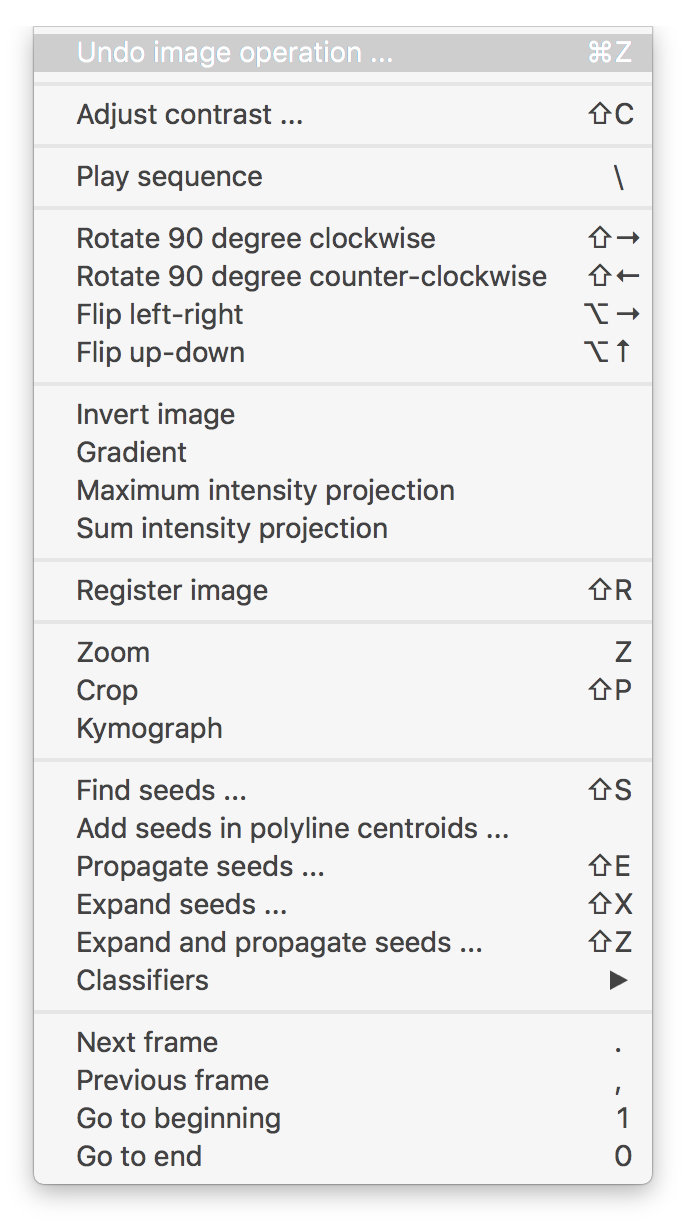 Undo image operation ... ⌘Z
Adjust contrast ... ⇧C
Play sequence \
Rotate 90 degree clockwise ⇧→
Rotate 90 degree counter-clockwise ⇧←
Flip left-right ⌥→
Flip up-down ⌥↑
Invert image
Gradient
Maximum intensity projection
Sum intensity projection
Register image ⇧R
Zoom Z
Crop ⇧P
Kymograph
Find seeds ... ⇧S
Add seeds in polyline centroids ...
Propagate seeds ... ⇧E
Expand seeds ... ⇧X
Expand and propagate seeds ... ⇧Z
Classifiers ▶
Next frame .
Previous frame ,
Go to beginning 1
Go to end 0